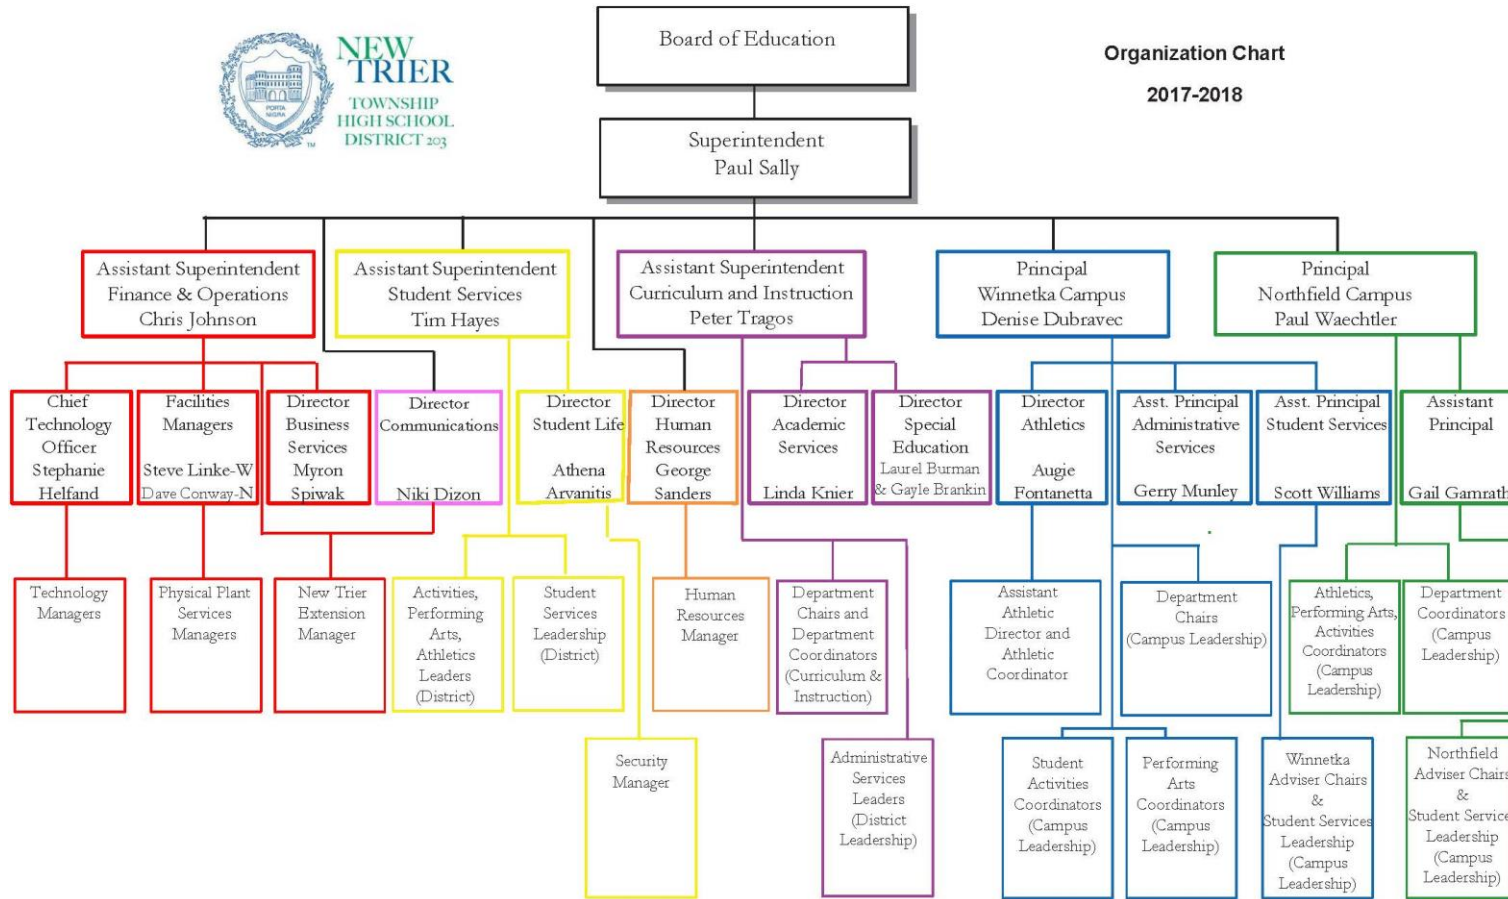 NEW
TRIER
TOWNSHIP
HIGH SCHOOL
DISTRICT 203
PORTA
NIGRA
TM
Board of Education
Organization Chart
2017-2018
Superintendent
Paul Sally
Assistant Superintendent
Finance & Operations
Chris Johnson
Assistant Superintendent
Student Services
Tim Hayes
Assistant Superintendent
Curriculum and Instruction
Peter Tragos
Principal
Winnetka Campus
Denise Dubravec
Principal
Northfield Campus
Paul Waechtler
Chief
Technology
Officer
Stephanie
Helfand
Facilities
Managers
Steve Linke-W
Dave Conway-N
Director
Business
Services
Myron
Spiwak
Director
Communications
Niki Dizon
Director
Student Life
Athena
Arvanitis
Director
Human
Resources
George
Sanders
Director
Academic
Services
Linda Knier
Director
Special
Education
Laurel Burman
& Gayle Brankin
Director
Athletics
Augie
Fontanetta
Asst. Principal
Administrative
Services
Gerry Munley
Asst. Principal
Student Services
Scott Williams
Assistant
Principal
Gail Gamrath
Technology
Managers
Physical Plant
Services
Managers
New Trier
Extension
Manager
Activities,
Performing
Arts,
Athletics
Leaders
(District)
Student
Services
Leadership
(District)
Human
Resources
Manager
Department
Chairs and
Department
Coordinators
(Curriculum &
Instruction)
Assistant
Athletic
Director and
Athletic
Coordinator
Department
Chairs
(Campus Leadership)
Athletics,
Performing Arts,
Activities
Coordinators
(Campus
Leadership)
Department
Coordinators
(Campus
Leadership)
Security
Manager
Administrative
Services
Leaders
(District
Leadership)
Student
Activities
Coordinators
(Campus
Leadership)
Performing
Arts
Coordinators
(Campus
Leadership)
Winnetka
Adviser Chairs
&
Student Services
Leadership
(Campus
Leadership)
Northfield
Adviser Chairs
&
Student Service
Leadership
(Campus
Leadership)